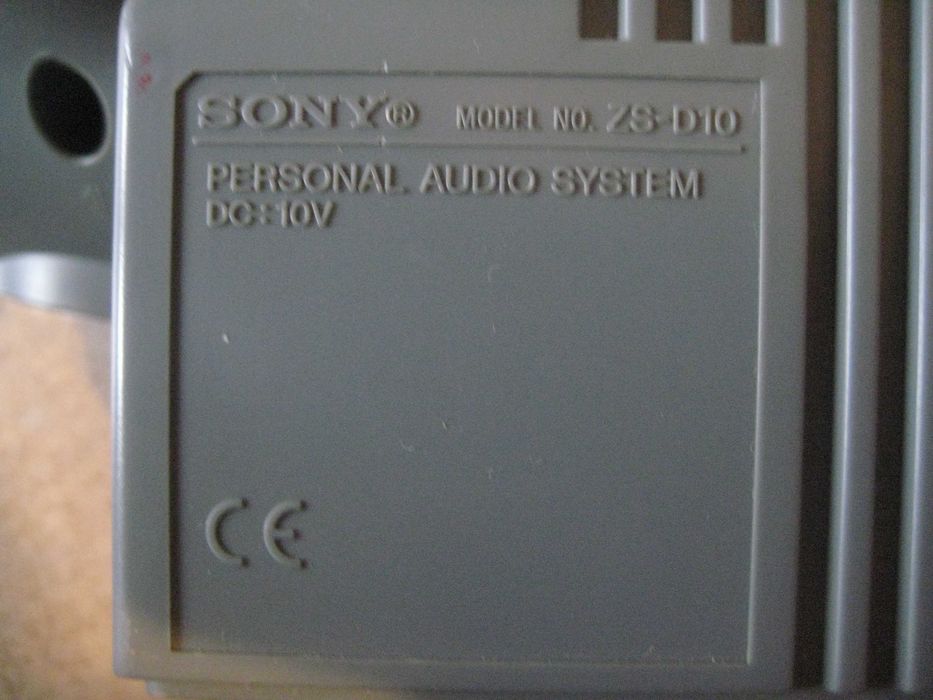 SONY® MODEL NO. ZS-D10
PERSONAL AUDIO SYSTEM
DC⎓10V
CE